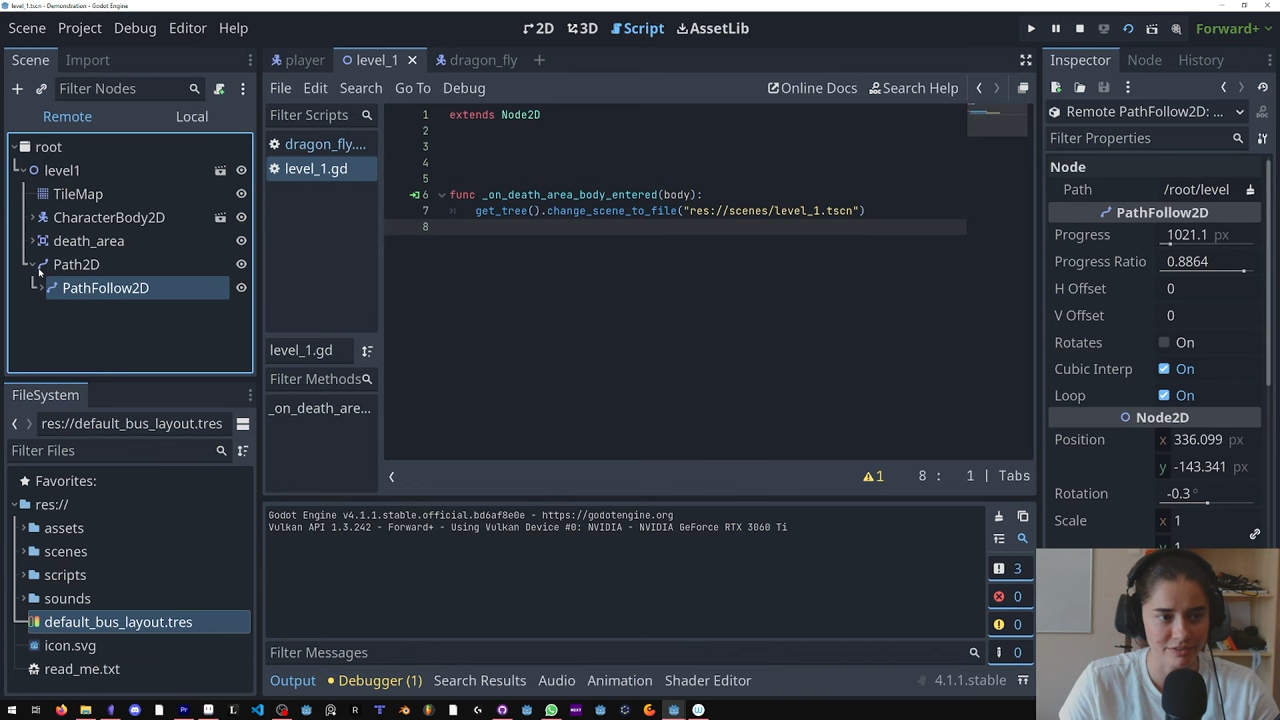 level_1.tscn - Demonstration - Godot Engine
Scene Project Debug Editor Help
2D 3D Script AssetLib
Forward+
Scene Import
Filter Nodes
Remote Local
root
level1
TileMap
CharacterBody2D
death_area
Path2D
PathFollow2D
FileSystem
res://default_bus_layout.tres
Filter Files
Favorites:
res://
assets
scenes
scripts
sounds
default_bus_layout.tres
icon.svg
read_me.txt
player level_1 dragon_fly
File Edit Search Go To Debug
Online Docs Search Help
Filter Scripts
dragon_fly....
level_1.gd
level_1.gd
Filter Methods
_on_death_are...
1 extends Node2D
2
3
4
5
6 func _on_death_area_body_entered(body):
7 get_tree().change_scene_to_file("res://scenes/level_1.tscn")
8
1 8 : 1 | Tabs
Godot Engine v4.1.1.stable.official.bd6af8e0e - https://godotengine.org
Vulkan API 1.3.242 - Forward+ - Using Vulkan Device #0: NVIDIA - NVIDIA GeForce RTX 3060 Ti
3
0
0
0
Filter Messages
Output Debugger (1) Search Results Audio Animation Shader Editor
4.1.1.stable
Inspector Node History
Remote PathFollow2D: ...
Filter Properties
Node
Path /root/level
PathFollow2D
Progress 1021.1 px
Progress Ratio 0.8864
H Offset 0
V Offset 0
Rotates On
Cubic Interp On
Loop On
Node2D
Position x 336.099 px
y -143.341 px
Rotation -0.3 °
Scale x 1
y 1